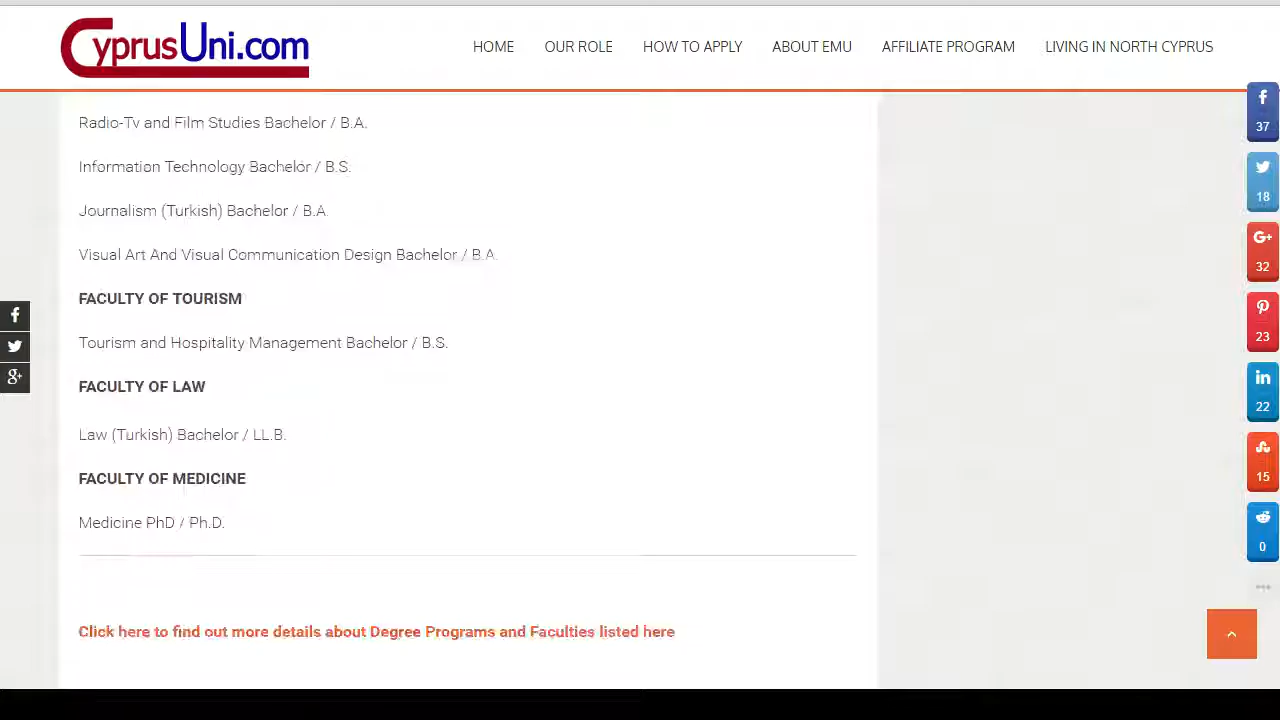 CyprusUni.com
HOME OUR ROLE HOW TO APPLY ABOUT EMU AFFILIATE PROGRAM LIVING IN NORTH CYPRUS
Radio-Tv and Film Studies Bachelor / B.A.
Information Technology Bachelor / B.S.
Journalism (Turkish) Bachelor / B.A.
Visual Art And Visual Communication Design Bachelor / B.A.
FACULTY OF TOURISM
Tourism and Hospitality Management Bachelor / B.S.
FACULTY OF LAW
Law (Turkish) Bachelor / LL.B.
FACULTY OF MEDICINE
Medicine PhD / Ph.D.
Click here to find out more details about Degree Programs and Faculties listed here
37
18
G+
32
23
in
22
15
0